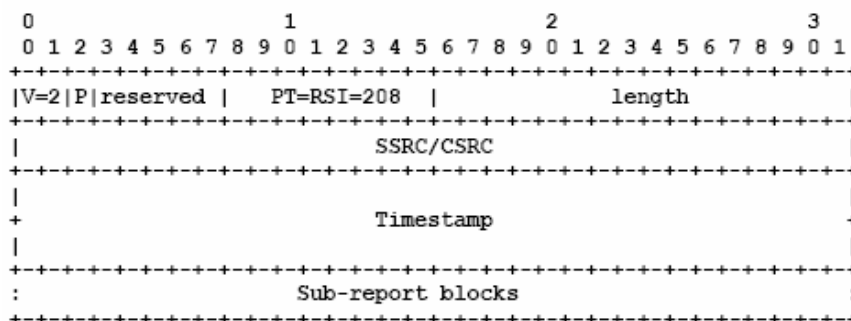 0                   1                   2                   3
 0 1 2 3 4 5 6 7 8 9 0 1 2 3 4 5 6 7 8 9 0 1 2 3 4 5 6 7 8 9 0 1
+-+-+-+-+-+-+-+-+-+-+-+-+-+-+-+-+-+-+-+-+-+-+-+-+-+-+-+-+-+-+-+-+
|V=2|P|reserved |   PT=RSI=208  |             length            |
+-+-+-+-+-+-+-+-+-+-+-+-+-+-+-+-+-+-+-+-+-+-+-+-+-+-+-+-+-+-+-+-+
|                           SSRC/CSRC                           |
+-+-+-+-+-+-+-+-+-+-+-+-+-+-+-+-+-+-+-+-+-+-+-+-+-+-+-+-+-+-+-+-+
|                                                               |
+                           Timestamp                           +
|                                                               |
+-+-+-+-+-+-+-+-+-+-+-+-+-+-+-+-+-+-+-+-+-+-+-+-+-+-+-+-+-+-+-+-+
:                     Sub-report blocks                         :
+-+-+-+-+-+-+-+-+-+-+-+-+-+-+-+-+-+-+-+-+-+-+-+-+-+-+-+-+-+-+-+-+